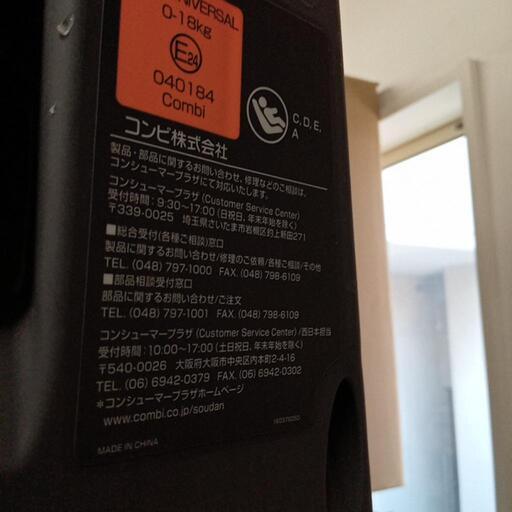 UNIVERSAL
0-18kg
E24
040184
Combi
C, D, E,
A
コンビ株式会社
製品・部品に関するお問い合わせ、修理などのご相談は、
コンシューマープラザにて対応いたします。
コンシューマープラザ (Customer Service Center)
受付時間：9:30~17:00 (日祝日、年末年始を除く)
〒339-0025 埼玉県さいたま市岩槻区釣上新田271
■総合受付(各種ご相談)窓口
製品に関するお問い合わせ/修理のご依頼/各種ご相談/その他
TEL. (048) 797-1000 FAX. (048) 798-6109
■部品相談受付窓口
部品に関するお問い合わせ/ご注文
TEL. (048) 797-1001 FAX. (048) 798-6109
コンシューマープラザ (Customer Service Center) /西日本担当
受付時間：10:00~17:00 (土日祝日、年末年始を除く)
〒540-0026 大阪府大阪市中央区内本町2-4-16
TEL. (06) 6942-0379 FAX. (06) 6942-0302
*コンシューマープラザホームページ
www.combi.co.jp/soudan
MADE IN CHINA